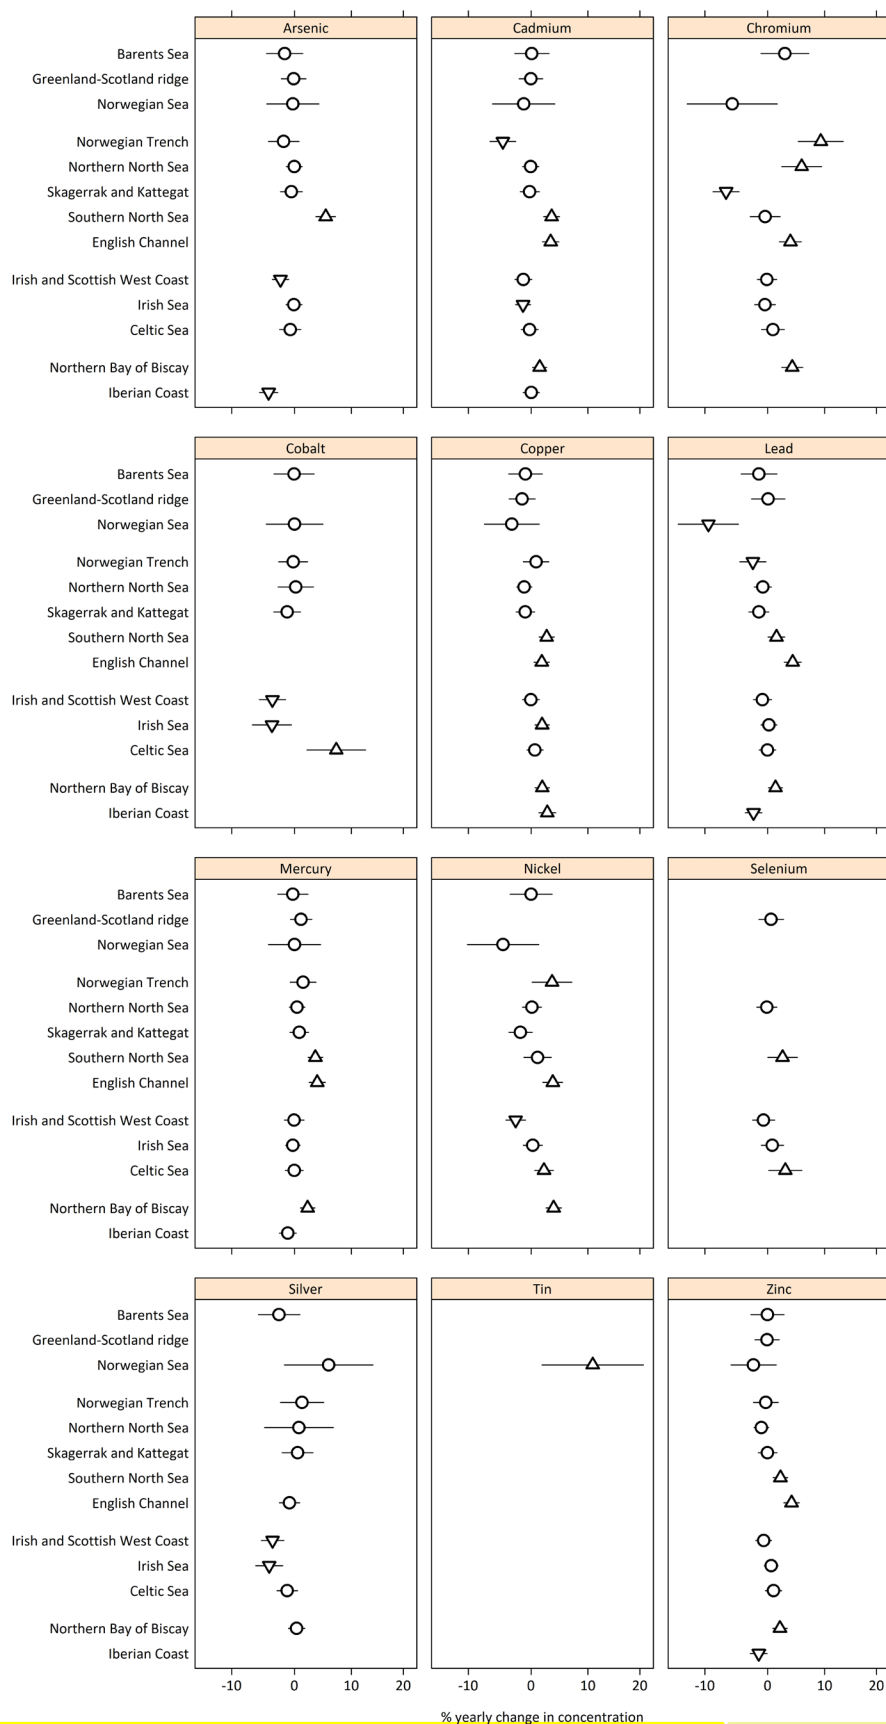 Arsenic Cadmium Chromium
Barents Sea
Greenland-Scotland ridge
Norwegian Sea
Norwegian Trench
Northern North Sea
Skagerrak and Kattegat
Southern North Sea
English Channel
Irish and Scottish West Coast
Irish Sea
Celtic Sea
Northern Bay of Biscay
Iberian Coast
Cobalt Copper Lead
Barents Sea
Greenland-Scotland ridge
Norwegian Sea
Norwegian Trench
Northern North Sea
Skagerrak and Kattegat
Southern North Sea
English Channel
Irish and Scottish West Coast
Irish Sea
Celtic Sea
Northern Bay of Biscay
Iberian Coast
Mercury Nickel Selenium
Barents Sea
Greenland-Scotland ridge
Norwegian Sea
Norwegian Trench
Northern North Sea
Skagerrak and Kattegat
Southern North Sea
English Channel
Irish and Scottish West Coast
Irish Sea
Celtic Sea
Northern Bay of Biscay
Iberian Coast
Silver Tin Zinc
Barents Sea
Greenland-Scotland ridge
Norwegian Sea
Norwegian Trench
Northern North Sea
Skagerrak and Kattegat
Southern North Sea
English Channel
Irish and Scottish West Coast
Irish Sea
Celtic Sea
Northern Bay of Biscay
Iberian Coast
-10 0 10 20 -10 0 10 20 -10 0 10 20
% yearly change in concentration